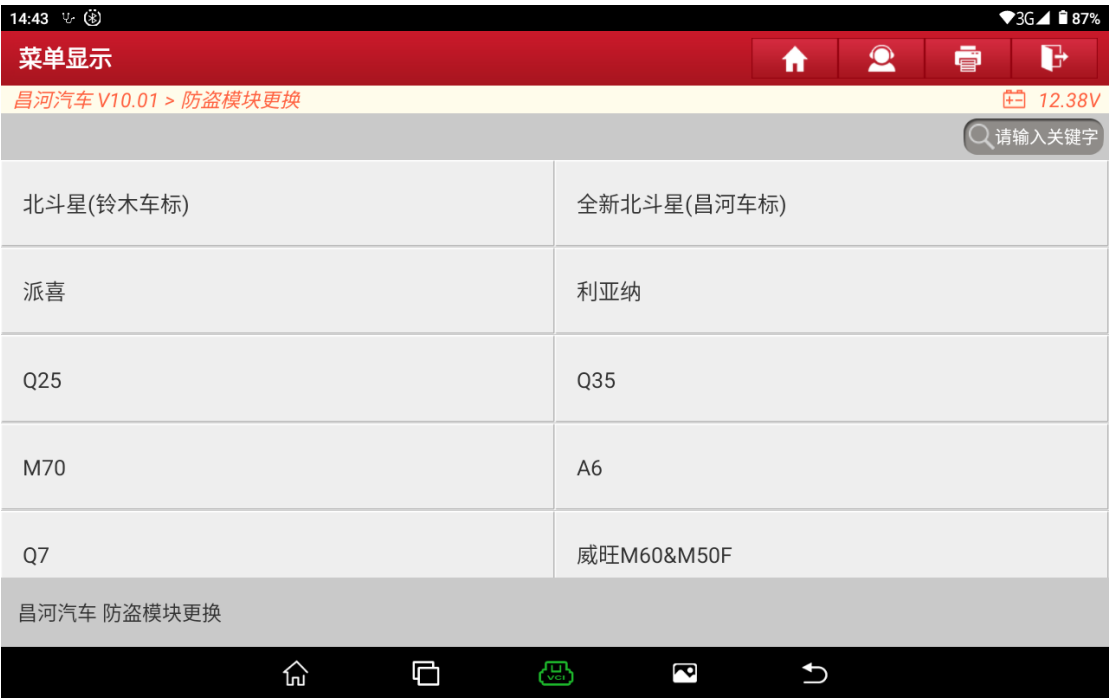 14:43 3G 87%
菜单显示
昌河汽车 V10.01 > 防盗模块更换 12.38V
请输入关键字
北斗星(铃木车标) 全新北斗星(昌河车标)
派喜 利亚纳
Q25 Q35
M70 A6
Q7 威旺M60&M50F
昌河汽车 防盗模块更换
VCI